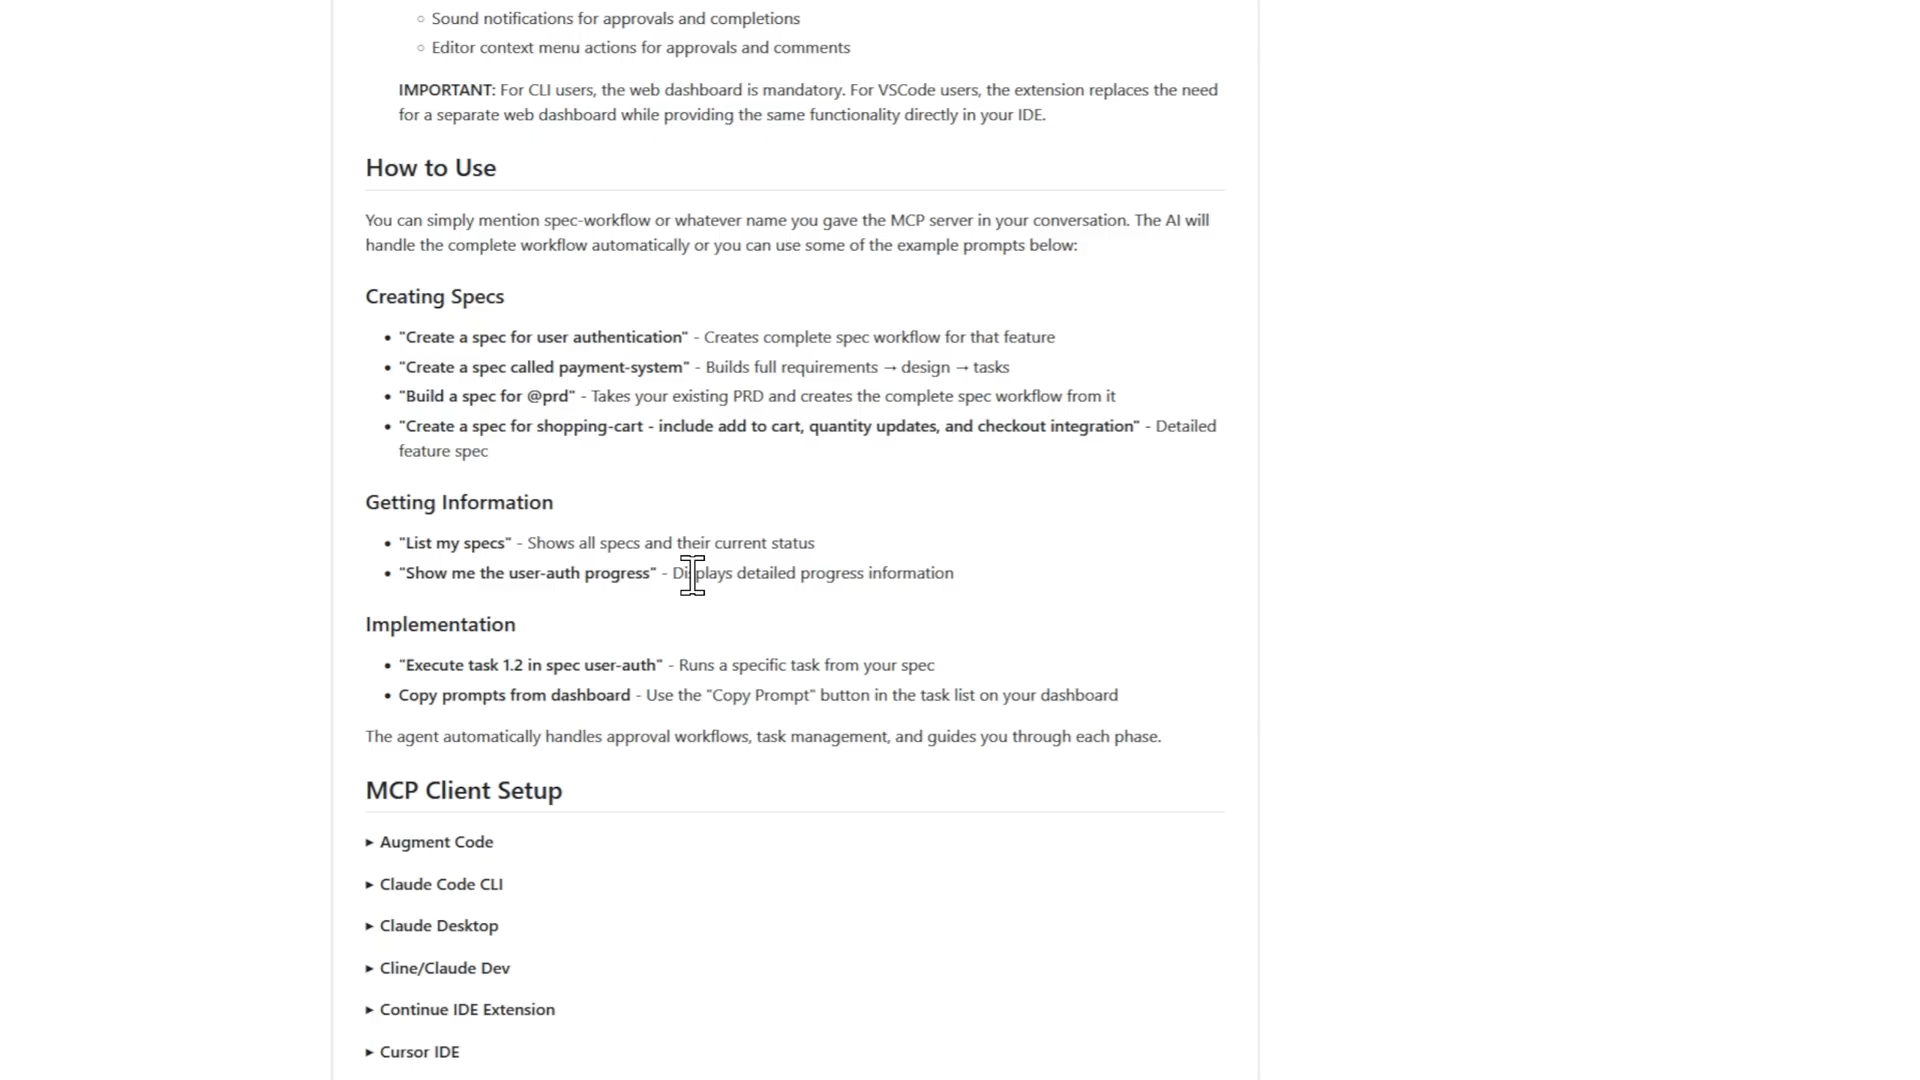 ◦ Sound notifications for approvals and completions
◦ Editor context menu actions for approvals and comments
IMPORTANT: For CLI users, the web dashboard is mandatory. For VSCode users, the extension replaces the need
for a separate web dashboard while providing the same functionality directly in your IDE.
How to Use
You can simply mention spec-workflow or whatever name you gave the MCP server in your conversation. The AI will
handle the complete workflow automatically or you can use some of the example prompts below:
Creating Specs
• "Create a spec for user authentication" - Creates complete spec workflow for that feature
• "Create a spec called payment-system" - Builds full requirements → design → tasks
• "Build a spec for @prd" - Takes your existing PRD and creates the complete spec workflow from it
• "Create a spec for shopping-cart - include add to cart, quantity updates, and checkout integration" - Detailed
feature spec
Getting Information
• "List my specs" - Shows all specs and their current status
• "Show me the user-auth progress" - Displays detailed progress information
Implementation
• "Execute task 1.2 in spec user-auth" - Runs a specific task from your spec
• Copy prompts from dashboard - Use the "Copy Prompt" button in the task list on your dashboard
The agent automatically handles approval workflows, task management, and guides you through each phase.
MCP Client Setup
▸ Augment Code
▸ Claude Code CLI
▸ Claude Desktop
▸ Cline/Claude Dev
▸ Continue IDE Extension
▸ Cursor IDE